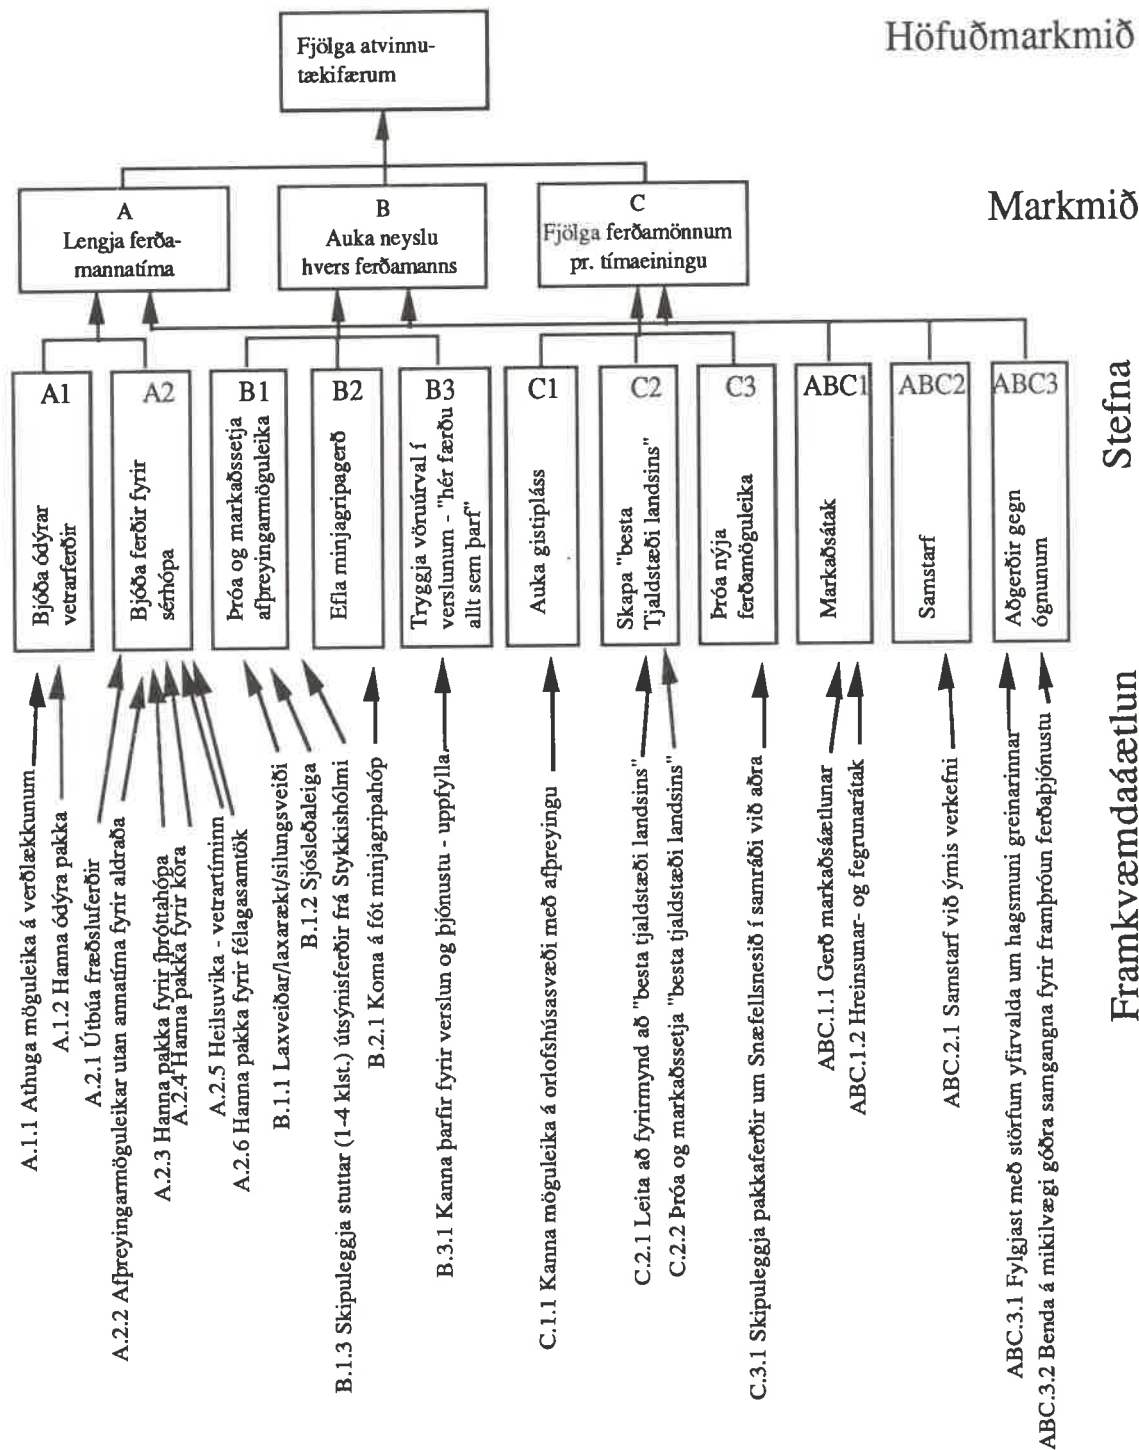 Höfuðmarkmið
Fjölga atvinnu-
tækifærum
Markmið
A
Lengja ferða-
mannatíma
B
Auka neyslu
hvers ferðamanns
C
Fjölga ferðamönnum
pr. tímaeiningu
Stefna
A1
Bjóða ódýrar
vetrarferðir
A2
Bjóða ferðir fyrir
sérhópa
B1
Þróa og markaðssetja
afþreyingarmöguleika
B2
Efla minjagripagerð
B3
Tryggja vöruúrval í
verslunum - "hér færðu
allt sem þarf"
C1
Auka gistipláss
C2
Skapa "besta
Tjaldstæði landsins"
C3
Þróa nýja
ferðamöguleika
ABC1
Markaðsátak
ABC2
Samstarf
ABC3
Aðgerðir gegn
ógnunum
Framkvæmdaáætlun
A.1.1 Athuga möguleika á verðlækkunum
A.1.2 Hanna ódýra pakka
A.2.1 Útbúa fræðsluferðir
A.2.2 Afþreyingarmöguleikar utan annatíma fyrir aldraða
A.2.3 Hanna pakka fyrir íþróttahópa
A.2.4 Hanna pakka fyrir kóra
A.2.5 Heilsuvika - vetrartíminn
A.2.6 Hanna pakka fyrir félagasamtök
B.1.1 Laxveiðar/laxarækt/silungsveiði
B.1.2 Sjósleðaleiga
B.1.3 Skipuleggja stuttar (1-4 klst.) útsýnisferðir frá Stykkishólmi
B.2.1 Koma á fót minjagripahóp
B.3.1 Kanna þarfir fyrir verslun og þjónustu - uppfylla
C.1.1 Kanna möguleika á orlofshúsasvæði með afþreyingu
C.2.1 Leita að fyrirmynd að "besta tjaldstæði landsins"
C.2.2 Þróa og markaðssetja "besta tjaldstæði landsins"
C.3.1 Skipuleggja pakkaferðir um Snæfellsnesið í samráði við aðra
ABC.1.1 Gerð markaðsáætlunar
ABC.1.2 Hreinsunar- og fegrunarátak
ABC.2.1 Samstarf við ýmis verkefni
ABC.3.1 Fylgjast með störfum yfirvalda um hagsmuni greinarinnar
ABC.3.2 Benda á mikilvægi góðra samgangna fyrir framþróun ferðaþjónustu